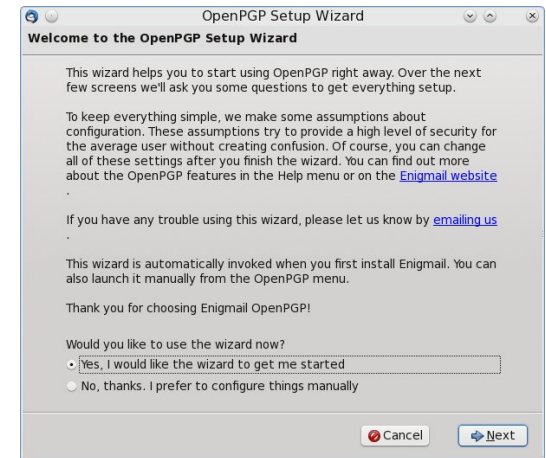 OpenPGP Setup Wizard
Welcome to the OpenPGP Setup Wizard
This wizard helps you to start using OpenPGP right away. Over the next
few screens we'll ask you some questions to get everything setup.
To keep everything simple, we make some assumptions about
configuration. These assumptions try to provide a high level of security for
the average user without creating confusion. Of course, you can change
all of these settings after you finish the wizard. You can find out more
about the OpenPGP features in the Help menu or on the Enigmail website
.
If you have any trouble using this wizard, please let us know by emailing us
.
This wizard is automatically invoked when you first install Enigmail. You can
also launch it manually from the OpenPGP menu.
Thank you for choosing Enigmail OpenPGP!
Would you like to use the wizard now?
Yes, I would like the wizard to get me started
No, thanks. I prefer to configure things manually
Cancel
Next